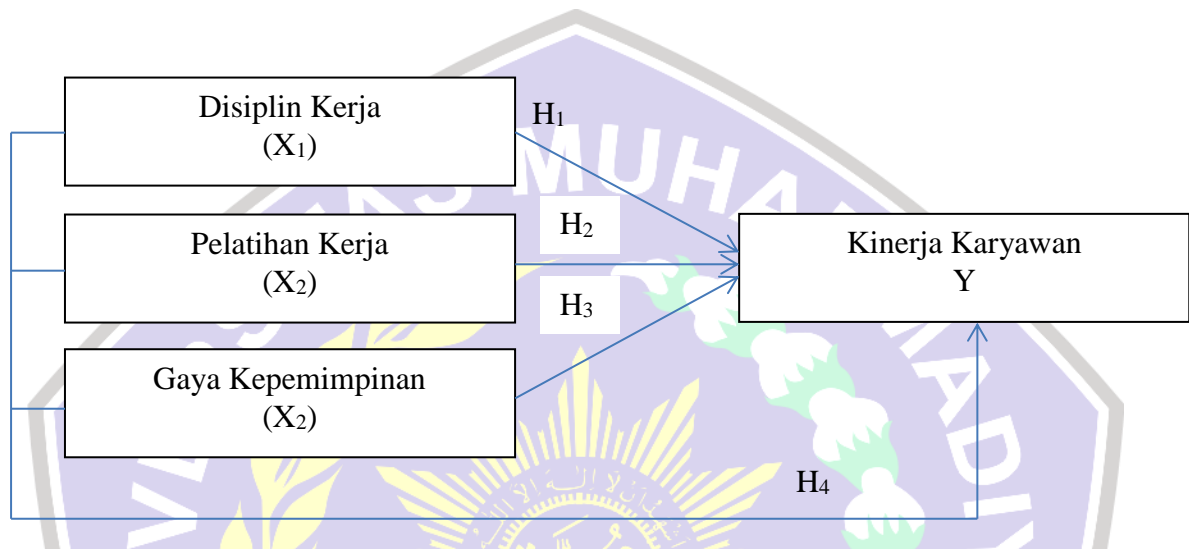 Disiplin Kerja
(X₁)
H₁
Pelatihan Kerja
(X₂)
H₂
Kinerja Karyawan
Y
H₃
Gaya Kepemimpinan
(X₂)
H₄